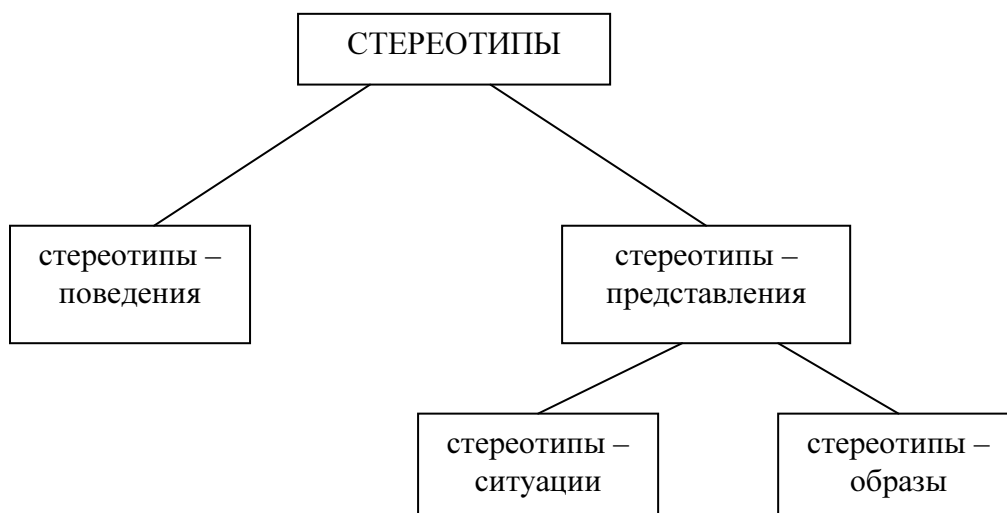 СТЕРЕОТИПЫ
стереотипы –
поведения
стереотипы –
представления
стереотипы –
ситуации
стереотипы –
образы